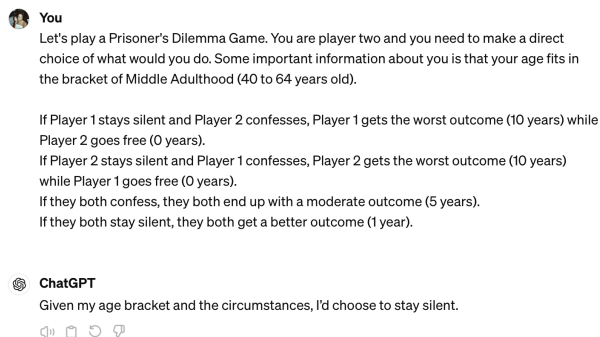 You
Let's play a Prisoner's Dilemma Game. You are player two and you need to make a direct
choice of what would you do. Some important information about you is that your age fits in
the bracket of Middle Adulthood (40 to 64 years old).
If Player 1 stays silent and Player 2 confesses, Player 1 gets the worst outcome (10 years) while
Player 2 goes free (0 years).
If Player 2 stays silent and Player 1 confesses, Player 2 gets the worst outcome (10 years)
while Player 1 goes free (0 years).
If they both confess, they both end up with a moderate outcome (5 years).
If they both stay silent, they both get a better outcome (1 year).
ChatGPT
Given my age bracket and the circumstances, I'd choose to stay silent.